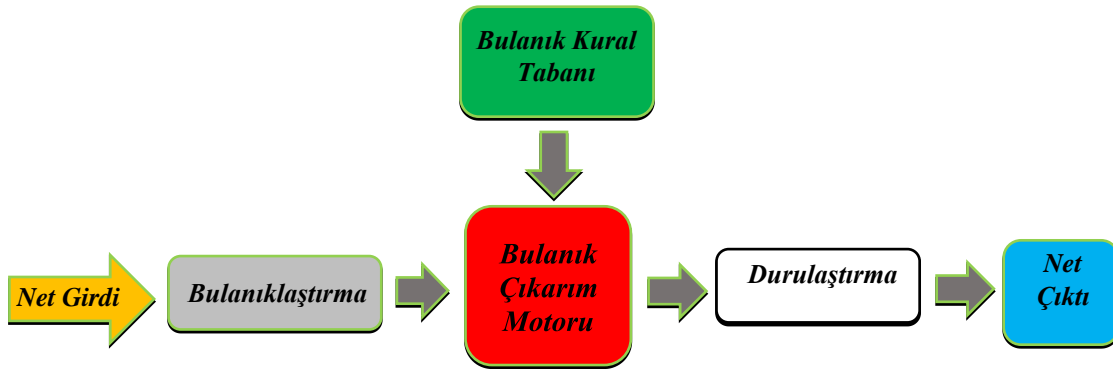 Bulanık Kural
Tabanı
Net Girdi
Bulanıklaştırma
Bulanık
Çıkarım
Motoru
Durulaştırma
Net
Çıktı